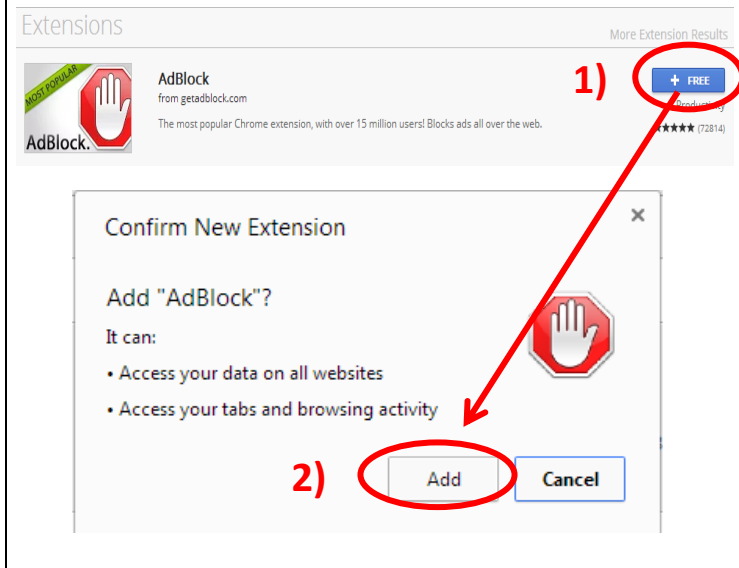 Extensions
More Extension Results
MOST POPULAR
AdBlock.
AdBlock
from getadblock.com
The most popular Chrome extension, with over 15 million users! Blocks ads all over the web.
1)
+ FREE
Productivity
★★★★★ (72814)
Confirm New Extension
×
Add "AdBlock"?
It can:
• Access your data on all websites
• Access your tabs and browsing activity
2)
Add
Cancel